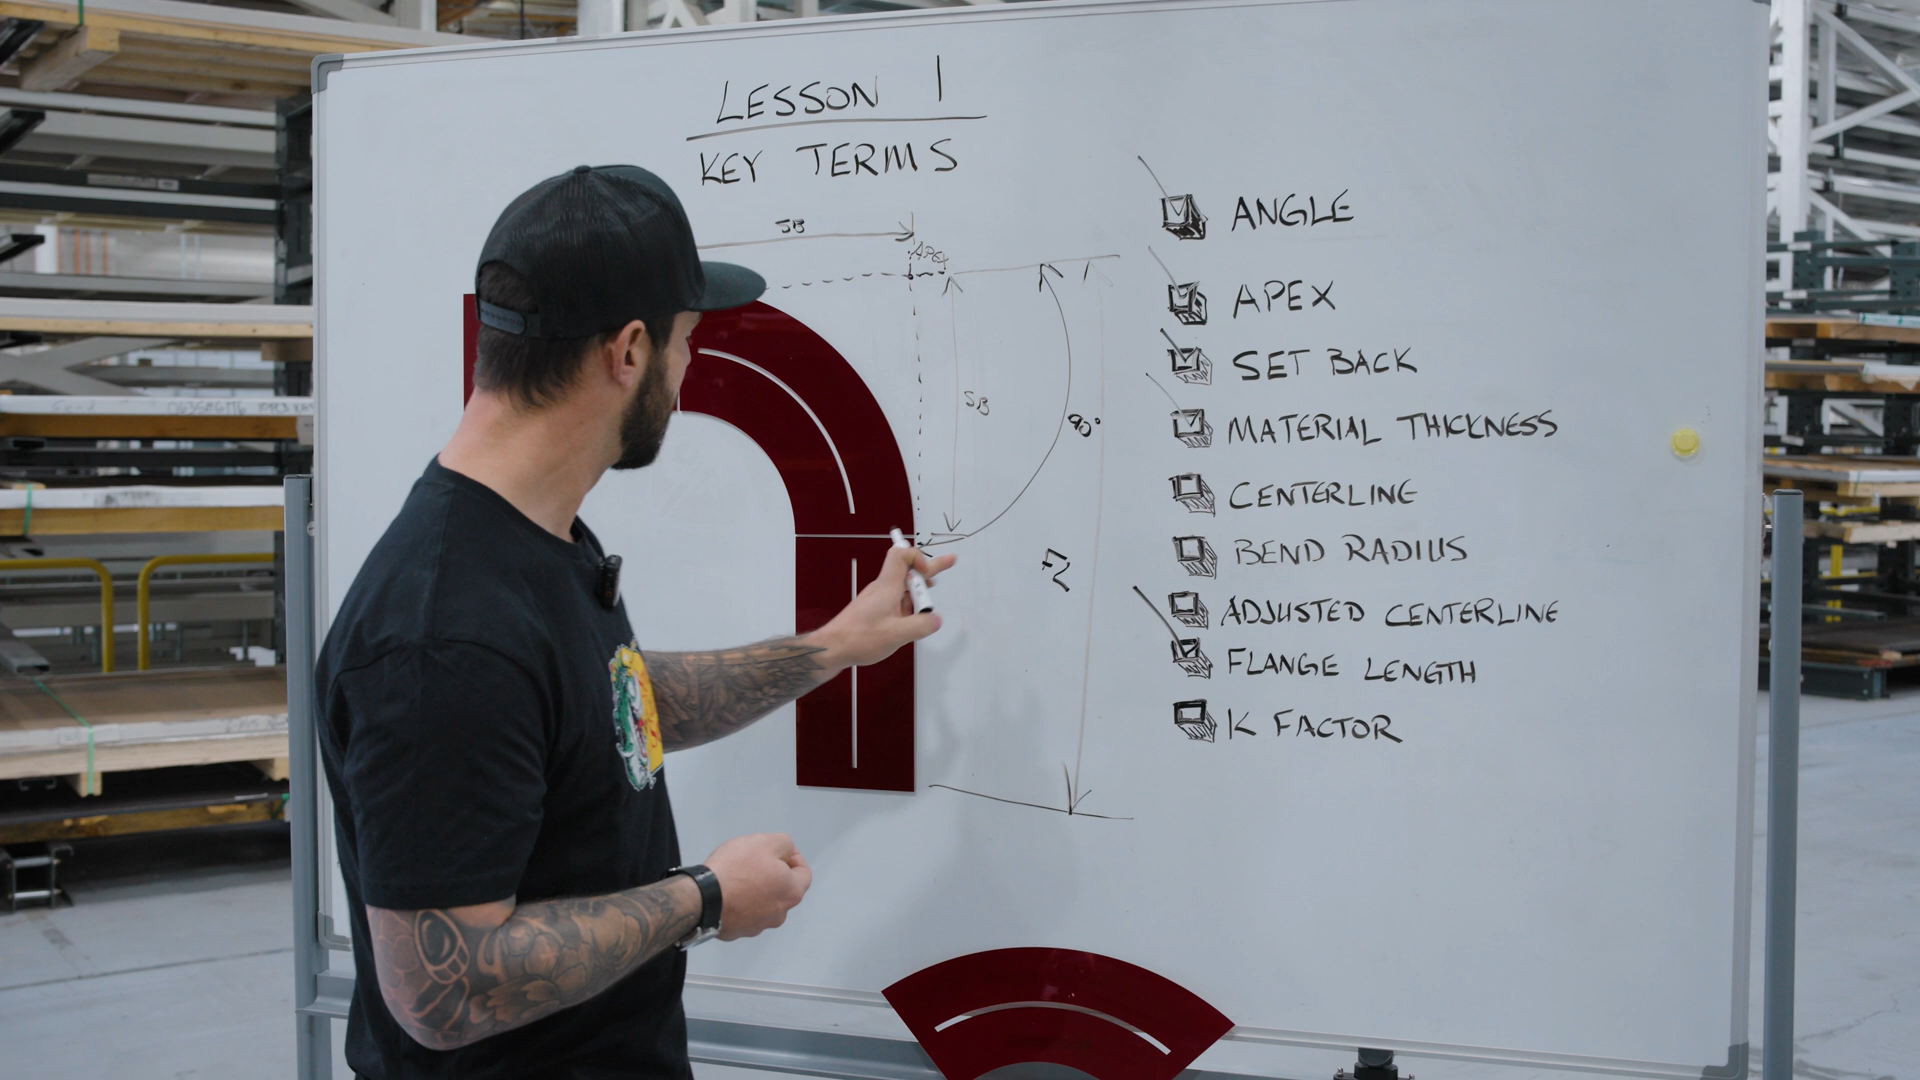 LESSON 1
KEY TERMS
SB
APEX
SB
90°
ANGLE
APEX
SET BACK
MATERIAL THICKNESS
CENTERLINE
BEND RADIUS
ADJUSTED CENTERLINE
FLANGE LENGTH
K FACTOR